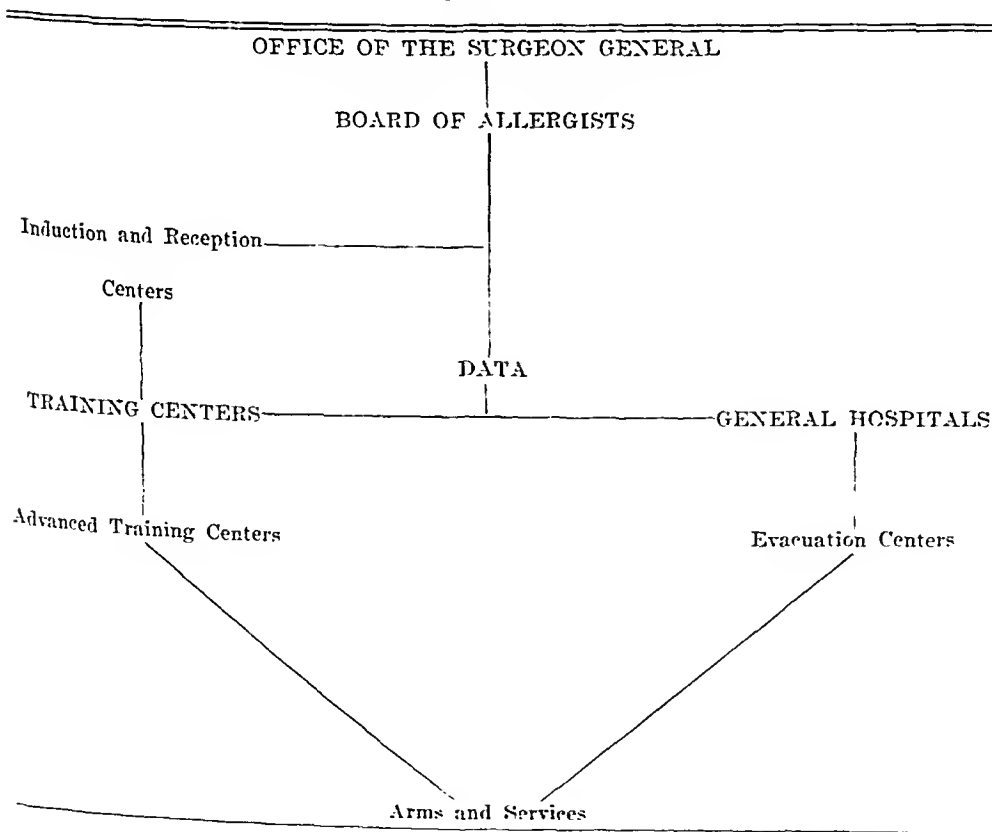 OFFICE OF THE SURGEON GENERAL
BOARD OF ALLERGISTS
Induction and Reception
Centers
DATA
TRAINING CENTERS
GENERAL HOSPITALS
Advanced Training Centers
Evacuation Centers
Arms and Services